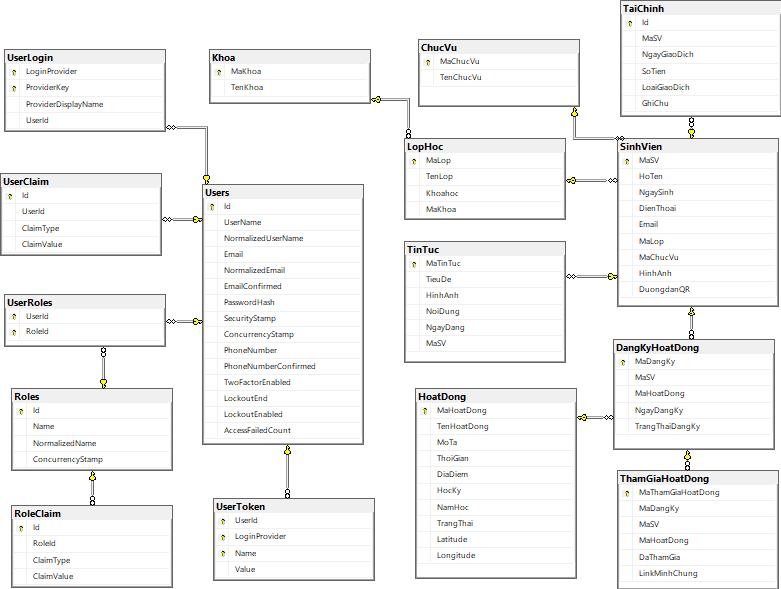 UserLogin
LoginProvider
ProviderKey
ProviderDisplayName
UserId
UserClaim
Id
UserId
ClaimType
ClaimValue
UserRoles
UserId
RoleId
Roles
Id
Name
NormalizedName
ConcurrencyStamp
RoleClaim
Id
RoleId
ClaimType
ClaimValue
Khoa
MaKhoa
TenKhoa
Users
Id
UserName
NormalizedUserName
Email
NormalizedEmail
EmailConfirmed
PasswordHash
SecurityStamp
ConcurrencyStamp
PhoneNumber
PhoneNumberConfirmed
TwoFactorEnabled
LockoutEnd
LockoutEnabled
AccessFailedCount
UserToken
UserId
LoginProvider
Name
Value
ChucVu
MaChucVu
TenChucVu
LopHoc
MaLop
TenLop
Khoahoc
MaKhoa
TinTuc
MaTinTuc
TieuDe
HinhAnh
NoiDung
NgayDang
MaSV
HoatDong
MaHoatDong
TenHoatDong
MoTa
ThoiGian
DiaDiem
HocKy
NamHoc
TrangThai
Latitude
Longitude
TaiChinh
Id
MaSV
NgayGiaoDich
SoTien
LoaiGiaoDich
GhiChu
SinhVien
MaSV
HoTen
NgaySinh
DienThoai
Email
MaLop
MaChucVu
HinhAnh
DuongdanQR
DangKyHoatDong
MaDangKy
MaSV
MaHoatDong
NgayDangKy
TrangThaiDangKy
ThamGiaHoatDong
MaThamGiaHoatDong
MaDangKy
MaSV
MaHoatDong
DaThamGia
LinkMinhChung